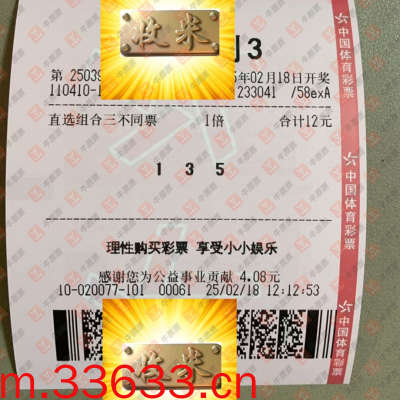 收米
3
第 25039
02月18日开奖
110410-1
233041 /58exA
直选组合三不同票 1倍 合计12元
1 3 5
理性购买彩票 享受小小娱乐
感谢您为公益事业贡献 4.08元
10-020077-101 00061 25/02/18 12:12:53
收米
m.33633.cn
中国体育彩票
中国体育彩票
中国体育彩票